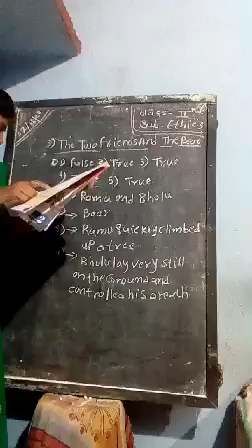 Class - II
Sub-Ethics
3) The Two Friends And The Bear
1) False 2) True 3) True
4) 5) True
Ramu and Bholu
Bear
Ramu quickly climbed
up a tree.
Bholu lay very still
on the Ground and
controlled his breath